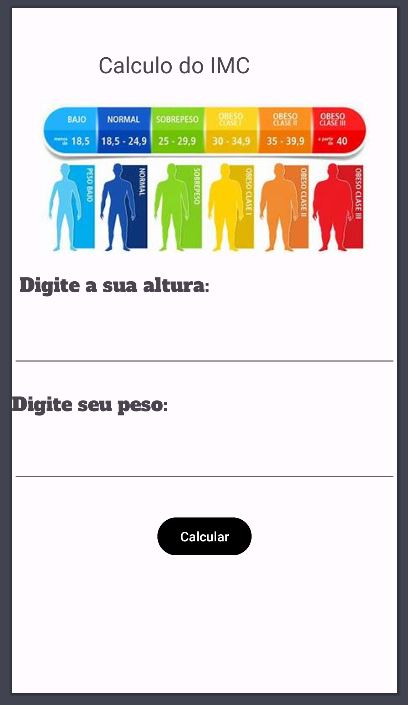 Calculo do IMC
BAJO NORMAL SOBREPESO OBESO CLASE I OBESO CLASE II OBESO CLASE III
menos de 18,5 18,5 - 24,9 25 - 29,9 30 - 34,9 35 - 39,9 a partir de 40
PESO BAJO
NORMAL
SOBREPESO
OBESO CLASE I
OBESO CLASE II
OBESO CLASE III
Digite a sua altura:
Digite seu peso:
Calcular